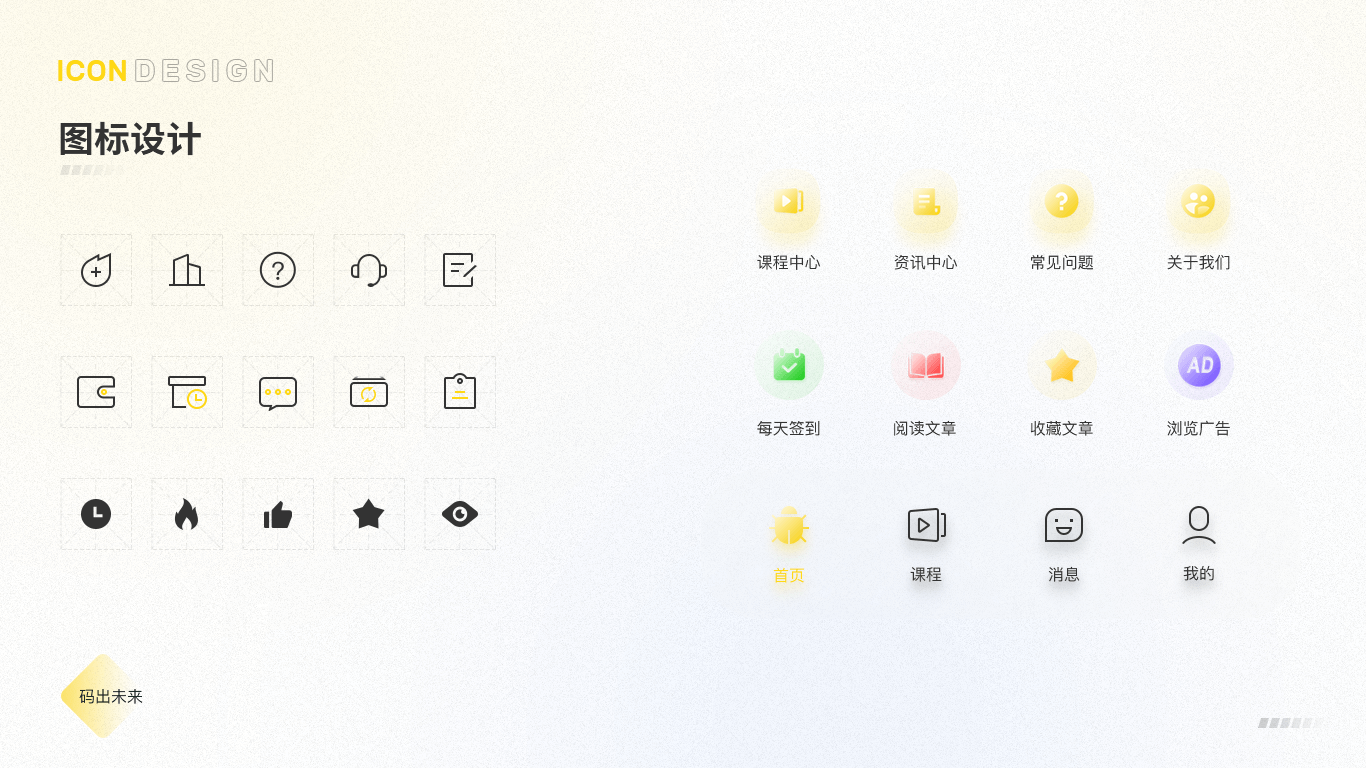 ICON DESIGN
图标设计
课程中心 资讯中心 常见问题 关于我们
AD
每天签到 阅读文章 收藏文章 浏览广告
首页 课程 消息 我的
码出未来